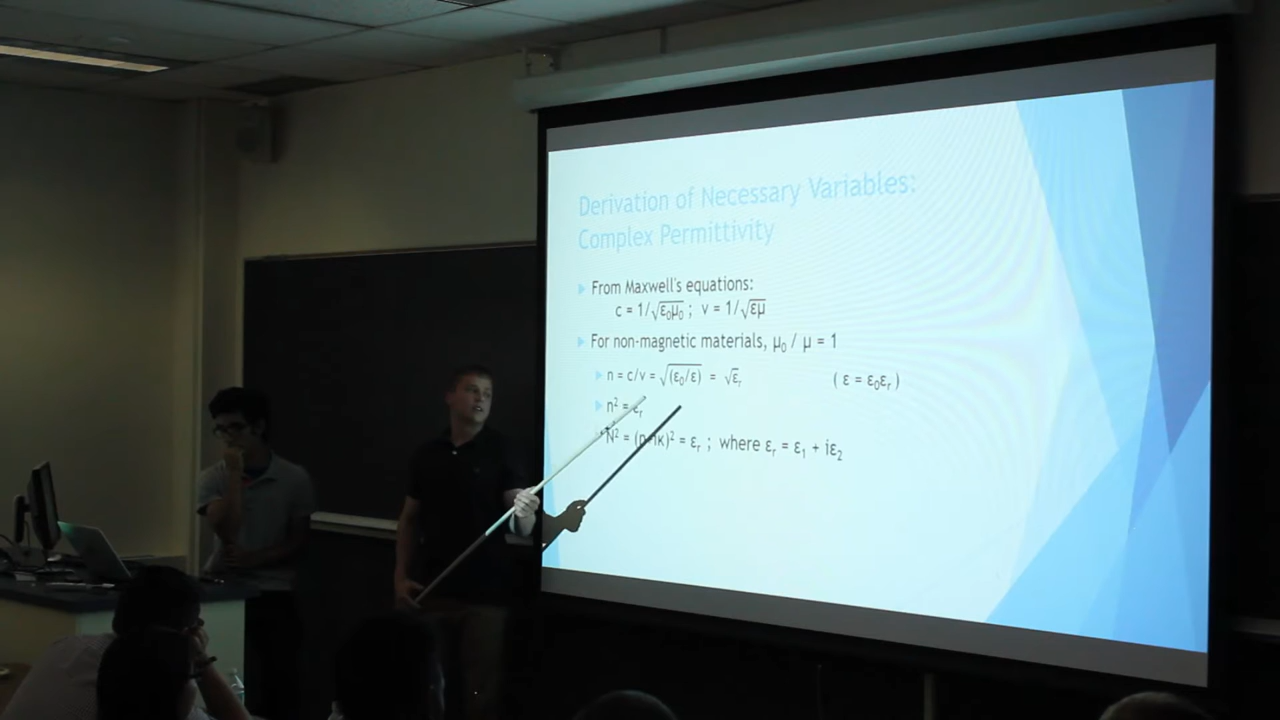 Derivation of Necessary Variables:
Complex Permittivity
From Maxwell's equations:
c = 1/√ε₀μ₀ ; v = 1/√εμ
For non-magnetic materials, μ₀ / μ = 1
n = c/v = √(ε₀/ε) = √εᵣ ( ε = ε₀εᵣ )
n² = εᵣ
N² = (n+iκ)² = εᵣ ; where εᵣ = ε₁ + iε₂